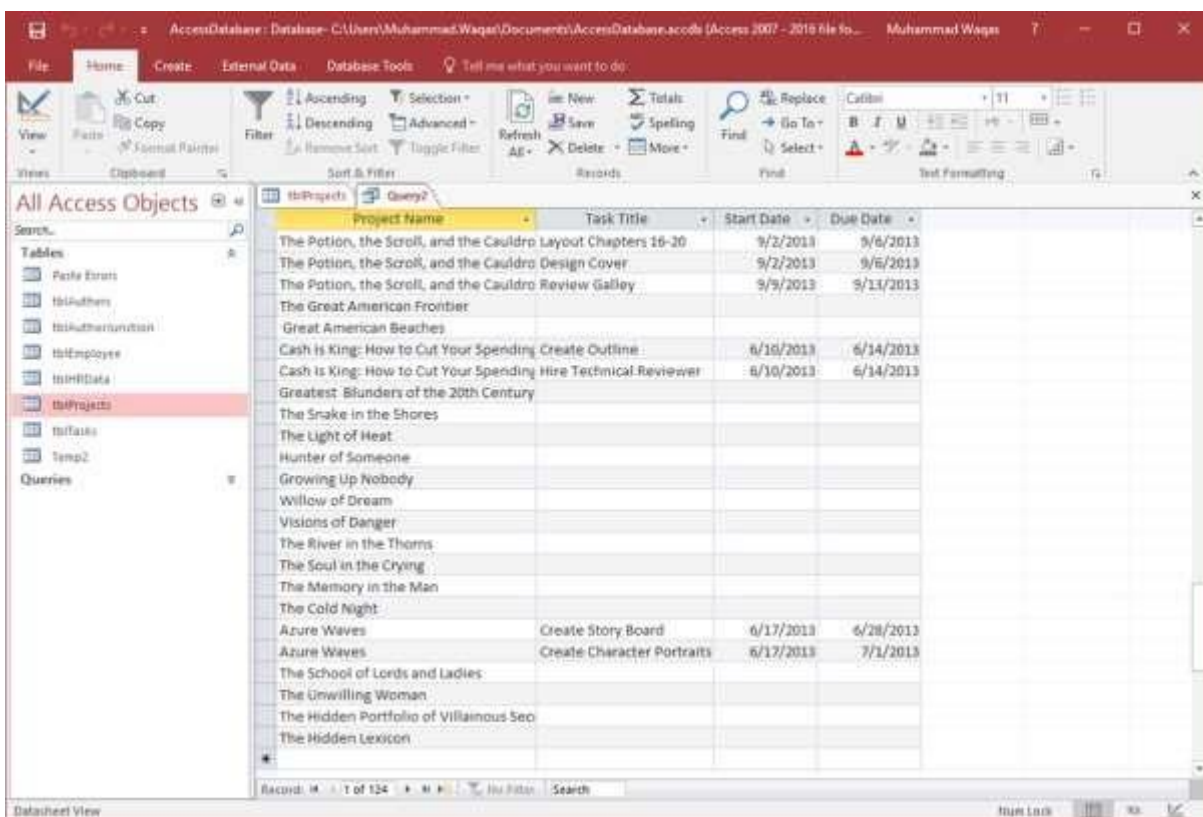 AccessDatabase : Database- C:\Users\Muhammad.Waqas\Documents\AccessDatabase.accdb (Access 2007 - 2016 file fo... Muhammad Waqas ?
File Home Create External Data Database Tools Tell me what you want to do
View Paste Cut Copy Format Painter Filter Ascending Descending Remove Sort Selection Advanced Toggle Filter Refresh All New Save Delete Totals Spelling More Find Replace Go To Select Calibri 11 B I U A
Views Clipboard Sort & Filter Records Find Text Formatting
All Access Objects
Search..
Tables
Paste Errors
tblAuthers
tblEmployee
tblHRData
tblProjects
tblTasks
Temp2
Queries
tblProjects Query2
Project Name Task Title Start Date Due Date
The Potion, the Scroll, and the Cauldro Layout Chapters 16-20 9/2/2013 9/6/2013
The Potion, the Scroll, and the Cauldro Design Cover 9/2/2013 9/6/2013
The Potion, the Scroll, and the Cauldro Review Galley 9/9/2013 9/13/2013
The Great American Frontier
Great American Beaches
Cash is King: How to Cut Your Spending Create Outline 6/10/2013 6/14/2013
Cash is King: How to Cut Your Spending Hire Technical Reviewer 6/10/2013 6/14/2013
Greatest Blunders of the 20th Century
The Snake in the Shores
The Light of Heat
Hunter of Someone
Growing Up Nobody
Willow of Dream
Visions of Danger
The River in the Thorns
The Soul in the Crying
The Memory in the Man
The Cold Night
Azure Waves Create Story Board 6/17/2013 6/28/2013
Azure Waves Create Character Portraits 6/17/2013 7/1/2013
The School of Lords and Ladies
The Unwilling Woman
The Hidden Portfolio of Villainous Sec
The Hidden Lexicon
Record: 1 of 124 No Filter Search
Datasheet View Num Lock